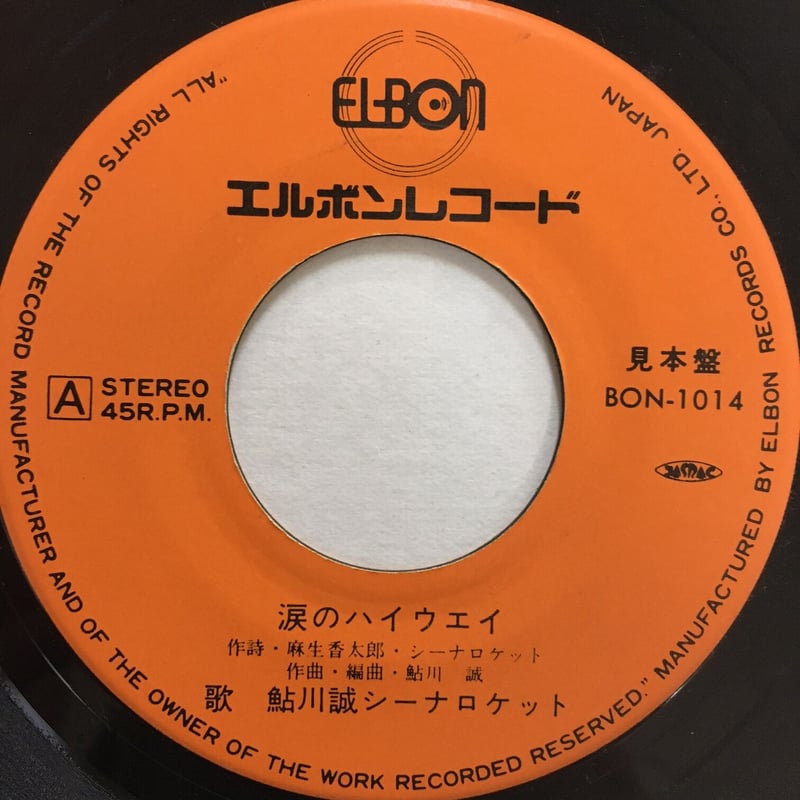 ELBON
エルボンレコード
A
STEREO
45R.P.M.
見本盤
BON-1014
JASRAC
涙のハイウエイ
作詩・麻生香太郎・シーナロケット
作曲・編曲・鮎川 誠
歌 鮎川誠シーナロケット
"ALL RIGHTS OF THE RECORD MANUFACTURER AND OF THE OWNER OF THE WORK RECORDED RESERVED." MANUFACTURED BY ELBON RECORDS CO., LTD. JAPAN